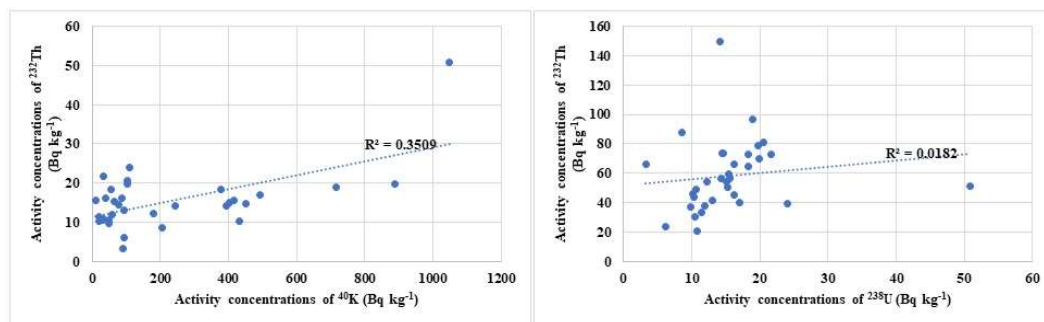 Activity concentrations of ²³²Th
(Bq kg⁻¹)
60
50
40
30
20
10
0
R² = 0.3509
0 200 400 600 800 1000 1200
Activity concentrations of ⁴⁰K (Bq kg⁻¹)
Activity concentrations of ²³²Th
(Bq kg⁻¹)
160
140
120
100
80
60
40
20
0
R² = 0.0182
0 10 20 30 40 50 60
Activity concentrations of ²³⁸U (Bq kg⁻¹)